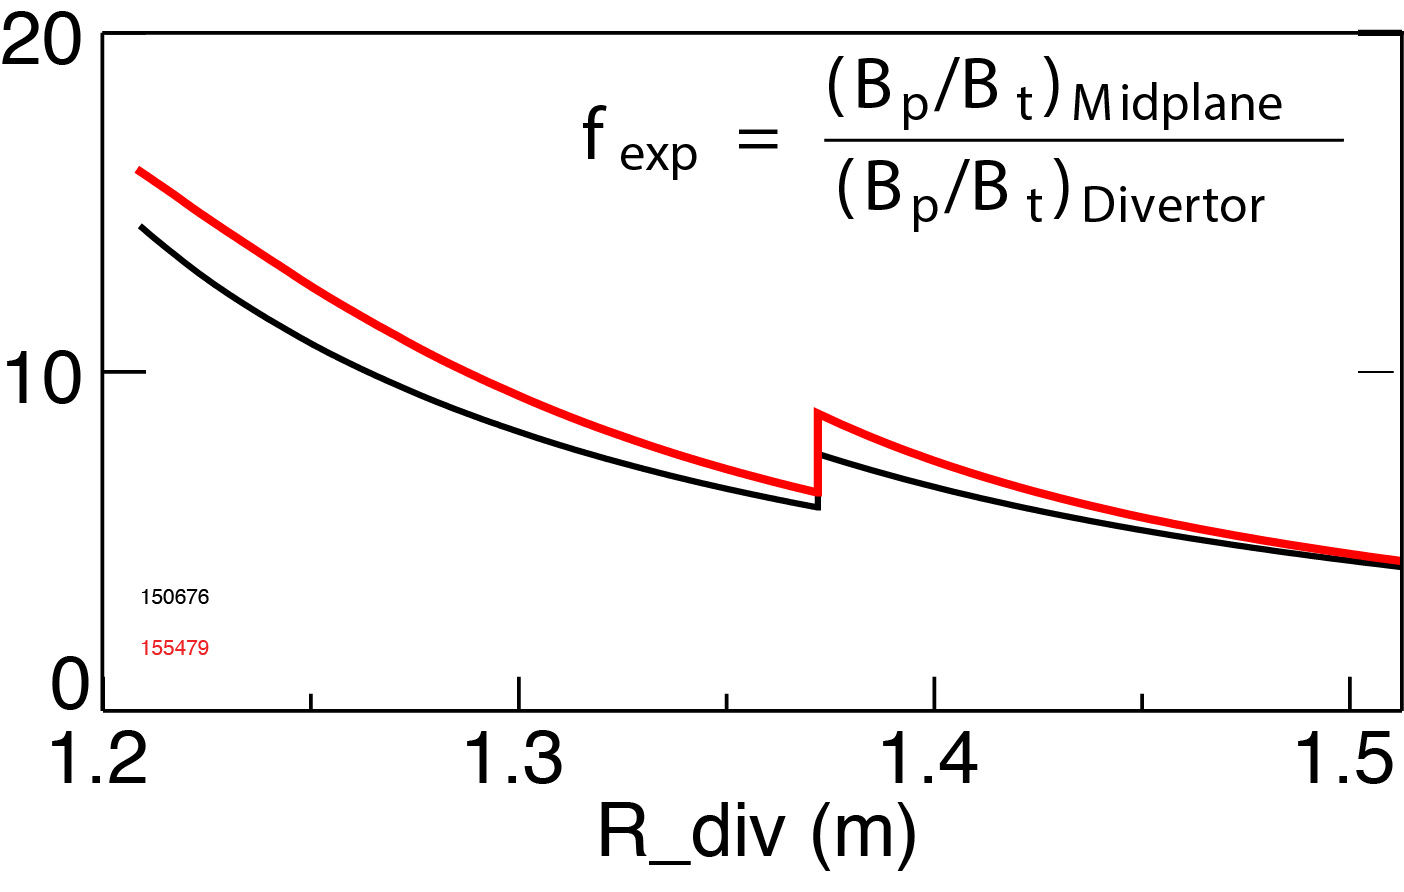 20
(B p/B t) Midplane
f exp =
(B p/B t) Divertor
10
150676
155479
0
1.2 1.3 1.4 1.5
R_div (m)